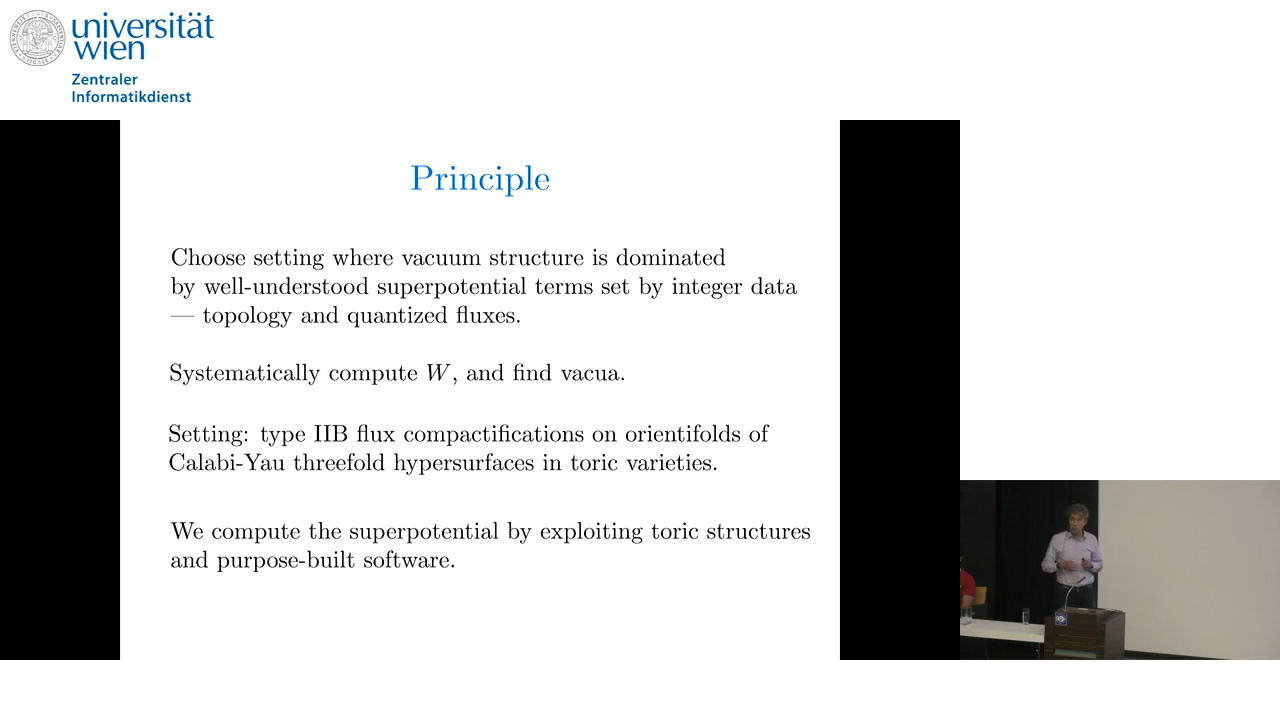 universität
wien
Zentraler
Informatikdienst
Principle
Choose setting where vacuum structure is dominated
by well-understood superpotential terms set by integer data
— topology and quantized fluxes.
Systematically compute W, and find vacua.
Setting: type IIB flux compactifications on orientifolds of
Calabi-Yau threefold hypersurfaces in toric varieties.
We compute the superpotential by exploiting toric structures
and purpose-built software.